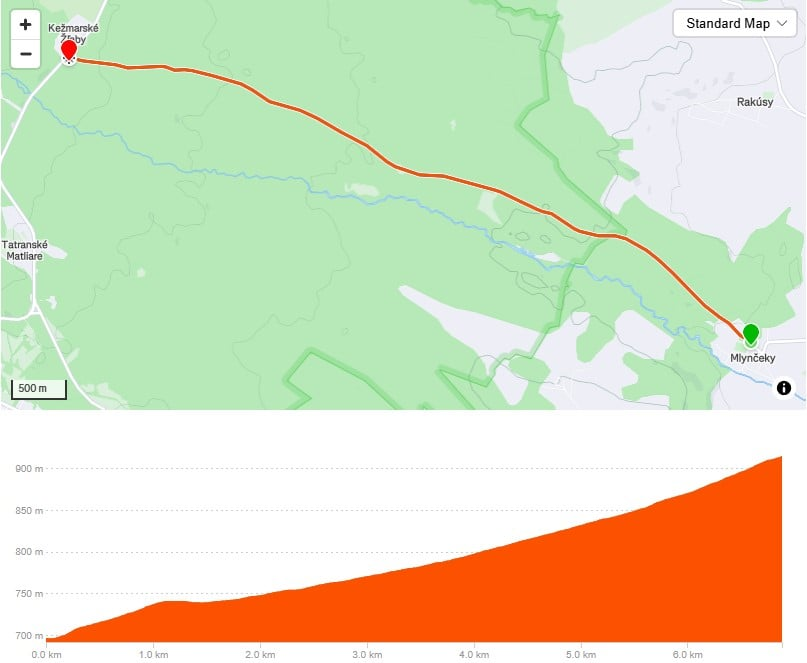 +
Kežmarské
Žľeby
−
Standard Map
Rakúsy
Tatranské
Matliare
500 m
Mlynčeky
i
900 m
850 m
800 m
750 m
700 m
0.0 km
1.0 km
2.0 km
3.0 km
4.0 km
5.0 km
6.0 km